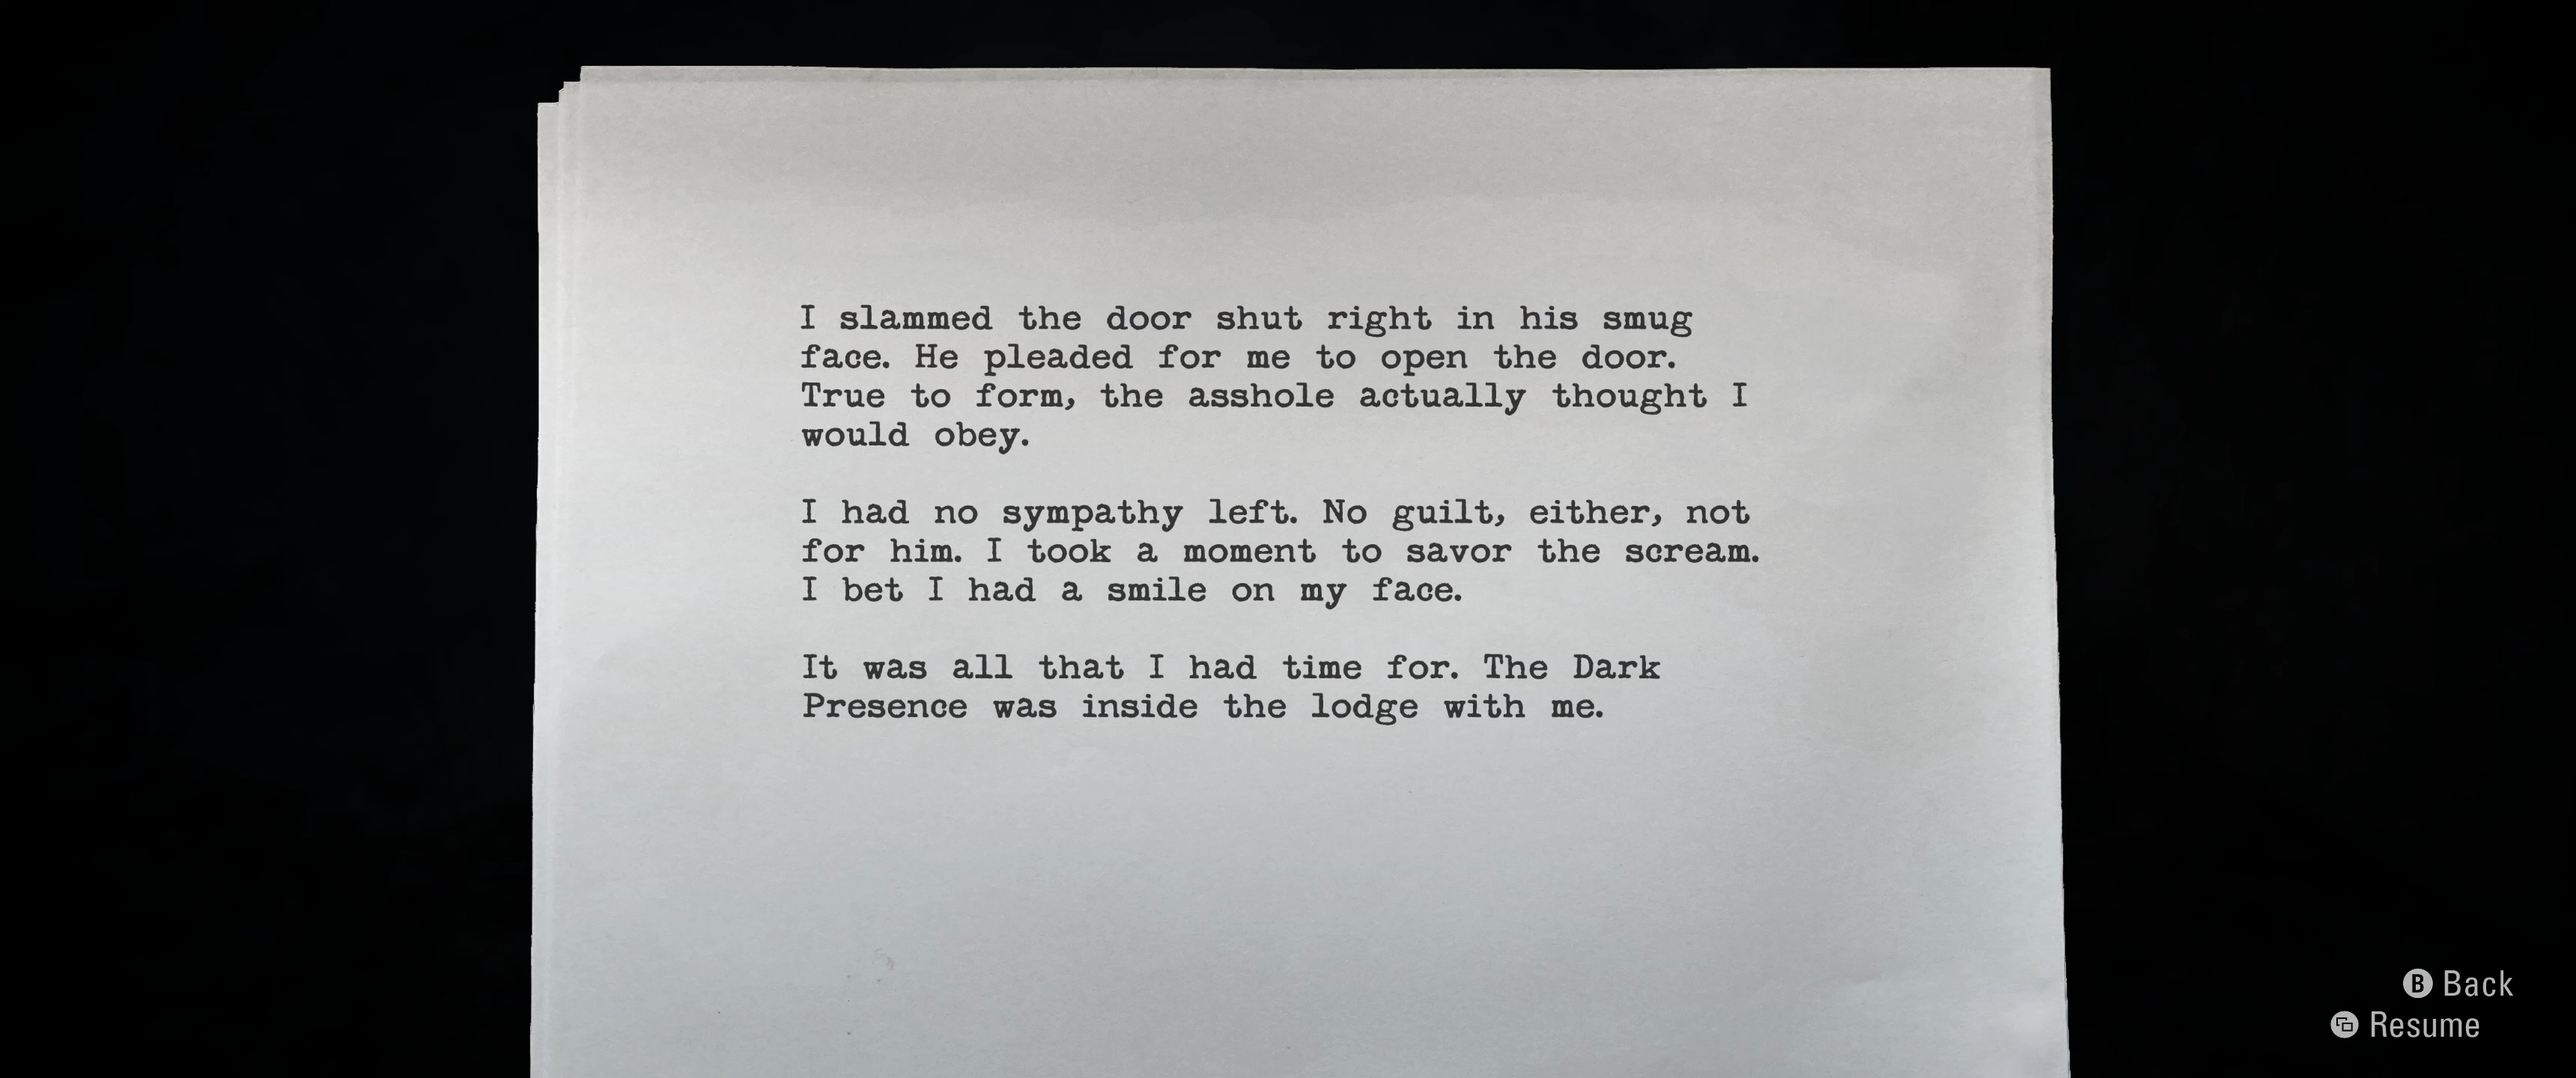 I slammed the door shut right in his smug
face. He pleaded for me to open the door.
True to form, the asshole actually thought I
would obey.
I had no sympathy left. No guilt, either, not
for him. I took a moment to savor the scream.
I bet I had a smile on my face.
It was all that I had time for. The Dark
Presence was inside the lodge with me.
B Back
Resume